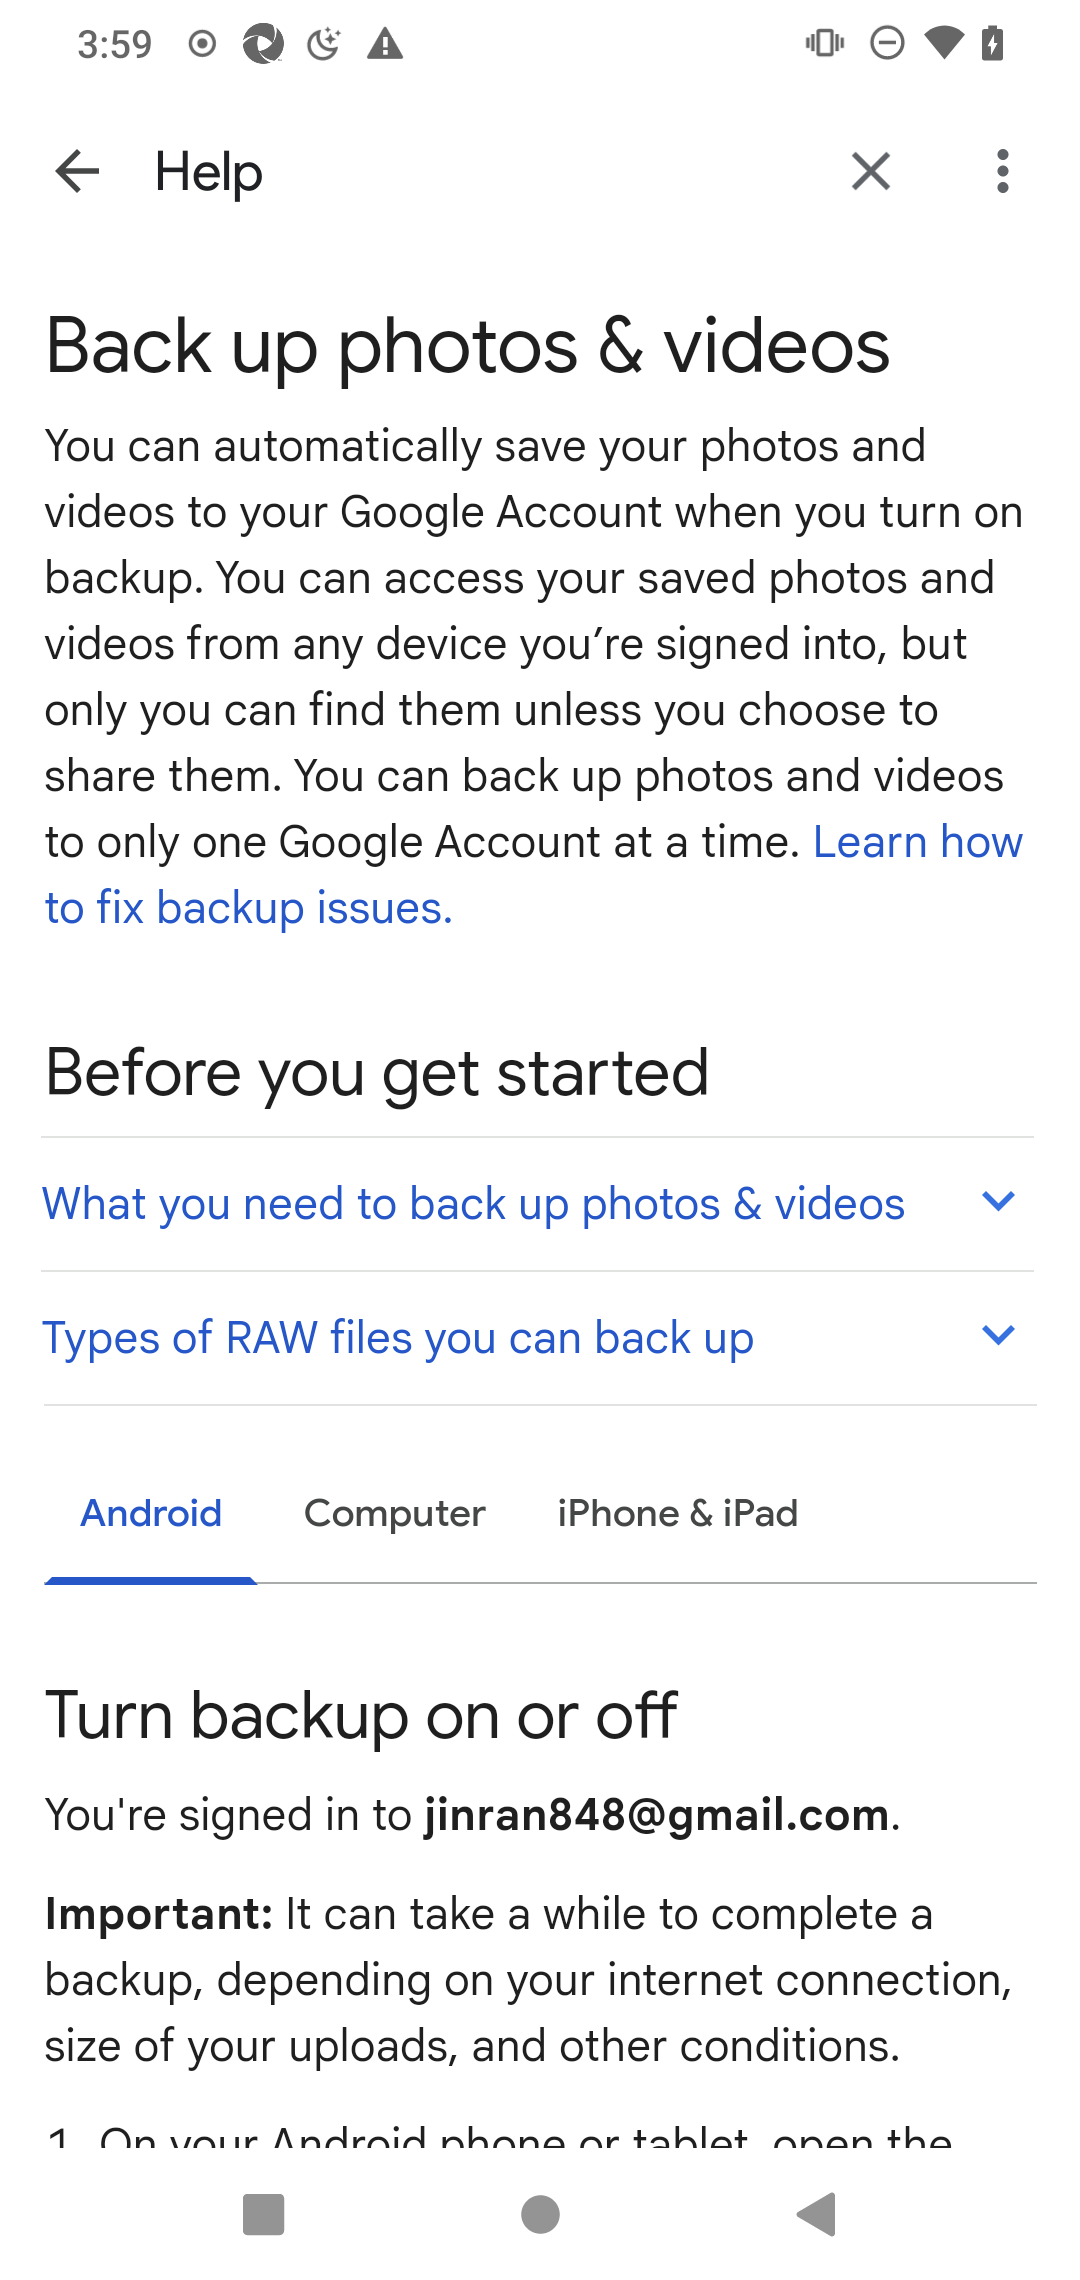 3:59
Help
Back up photos & videos
You can automatically save your photos and
videos to your Google Account when you turn on
backup. You can access your saved photos and
videos from any device you’re signed into, but
only you can find them unless you choose to
share them. You can back up photos and videos
to only one Google Account at a time. Learn how
to fix backup issues.
Before you get started
What you need to back up photos & videos
Types of RAW files you can back up
Android
Computer
iPhone & iPad
Turn backup on or off
You're signed in to jinran848@gmail.com.
Important: It can take a while to complete a
backup, depending on your internet connection,
size of your uploads, and other conditions.
1. On your Android phone or tablet, open the